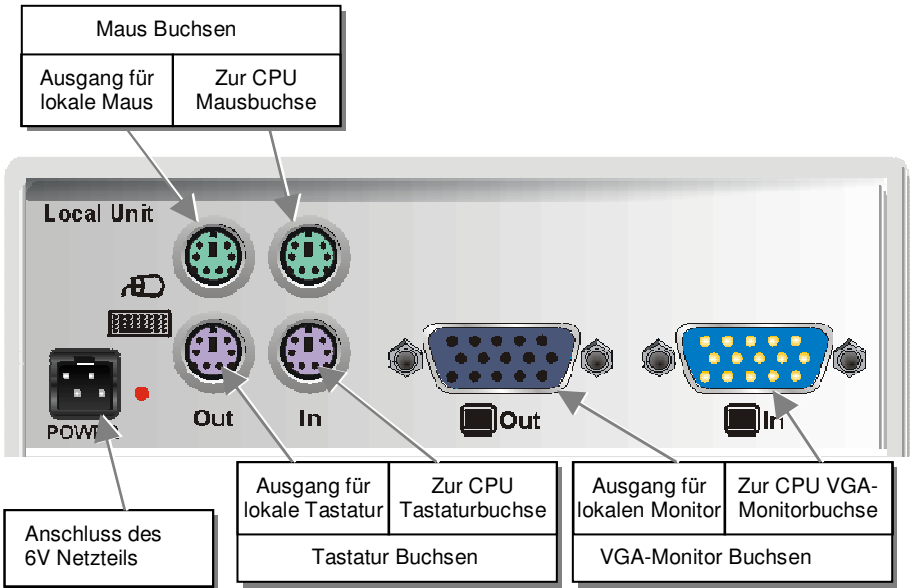 Maus Buchsen
Ausgang für
lokale Maus
Zur CPU
Mausbuchse
Local Unit
POWER
Out
In
Out
In
Ausgang für
lokale Tastatur
Zur CPU
Tastaturbuchse
Tastatur Buchsen
Ausgang für
lokalen Monitor
Zur CPU VGA-
Monitorbuchse
VGA-Monitor Buchsen
Anschluss des
6V Netzteils